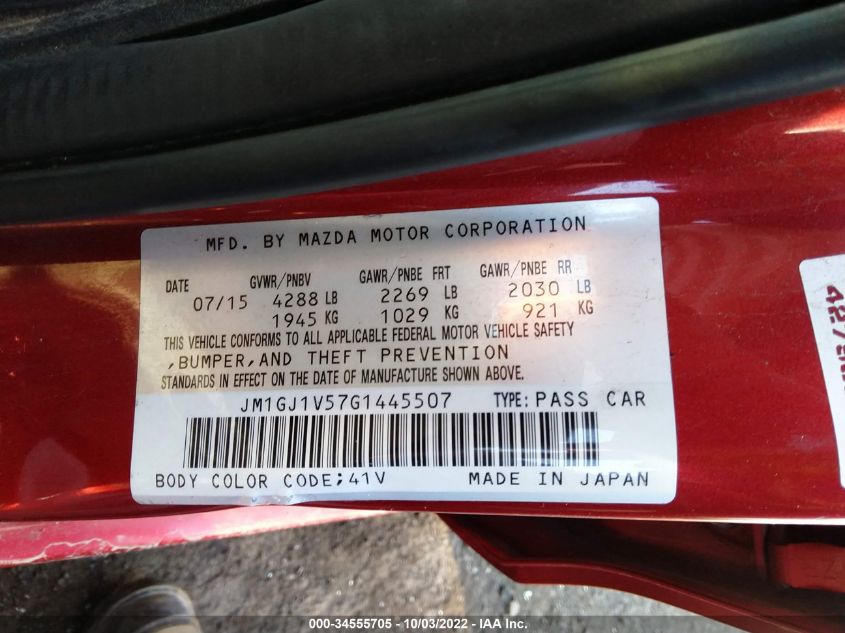 MFD. BY MAZDA MOTOR CORPORATION
DATE GVWR/PNBV GAWR/PNBE FRT GAWR/PNBE RR
07/15 4288 LB 2269 LB 2030 LB
1945 KG 1029 KG 921 KG
THIS VEHICLE CONFORMS TO ALL APPLICABLE FEDERAL MOTOR VEHICLE SAFETY
,BUMPER,AND THEFT PREVENTION
STANDARDS IN EFFECT ON THE DATE OF MANUFACTURE SHOWN ABOVE.
JM1GJ1V57G1445507 TYPE: PASS CAR
BODY COLOR CODE;41V MADE IN JAPAN
000-34555705 - 10/03/2022 - IAA Inc.